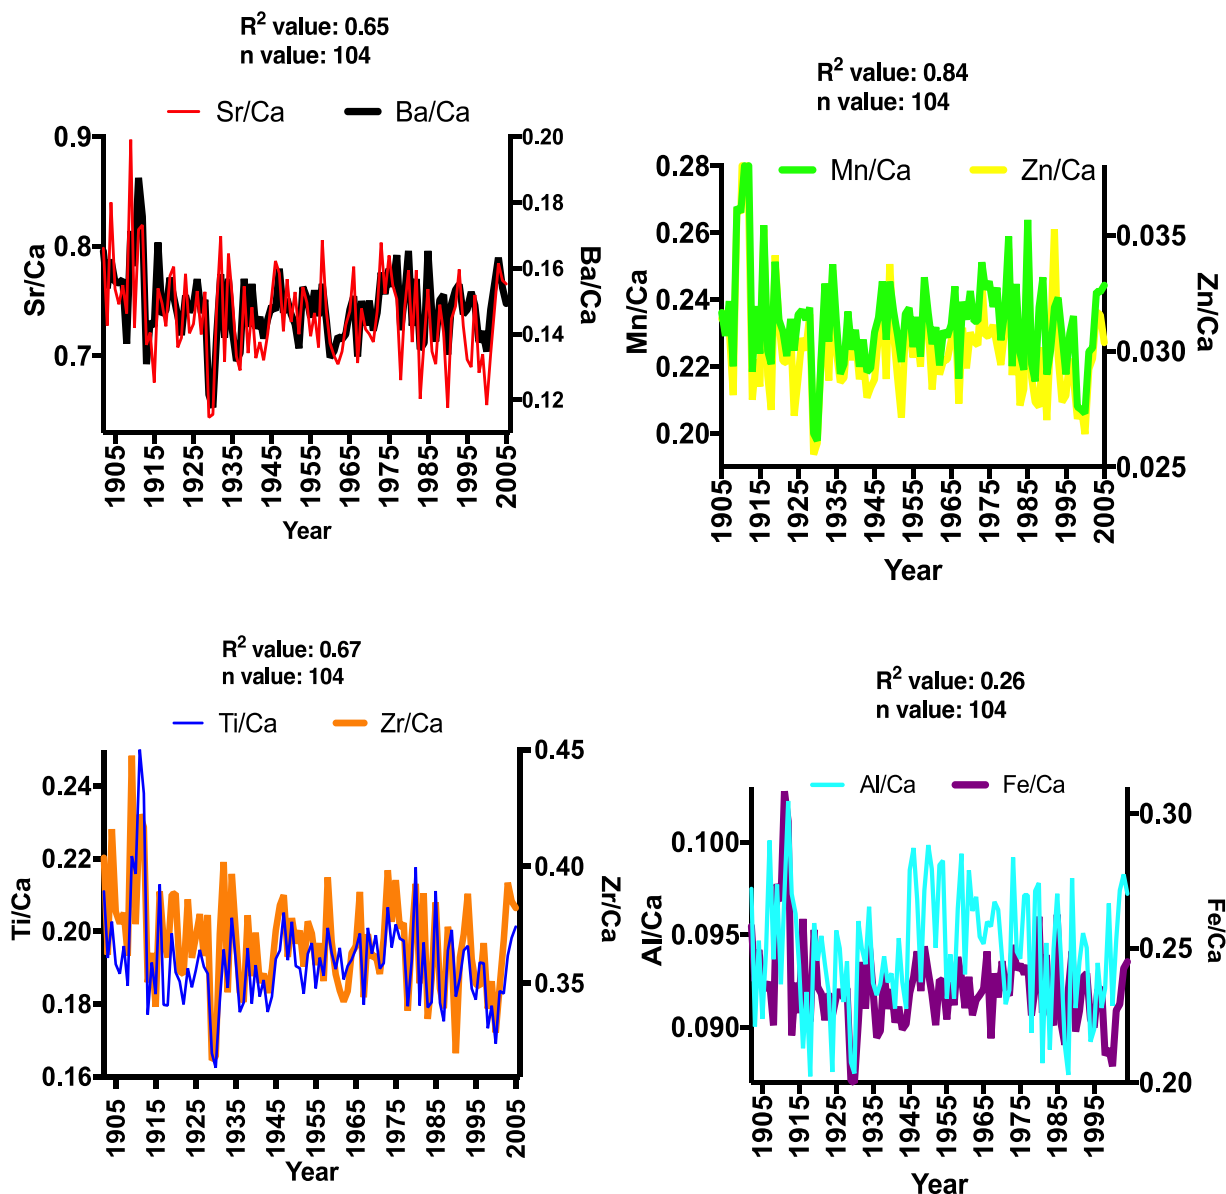 R² value: 0.65
n value: 104
Sr/Ca Ba/Ca
0.9
0.8
0.7
Sr/Ca
0.20
0.18
0.16
0.14
0.12
Ba/Ca
1905 1915 1925 1935 1945 1955 1965 1975 1985 1995 2005
Year
R² value: 0.84
n value: 104
Mn/Ca Zn/Ca
0.28
0.26
0.24
0.22
0.20
Mn/Ca
0.035
0.030
0.025
Zn/Ca
1905 1915 1925 1935 1945 1955 1965 1975 1985 1995 2005
Year
R² value: 0.67
n value: 104
Ti/Ca Zr/Ca
0.24
0.22
0.20
0.18
0.16
Ti/Ca
0.45
0.40
0.35
Zr/Ca
1905 1915 1925 1935 1945 1955 1965 1975 1985 1995 2005
Year
R² value: 0.26
n value: 104
Al/Ca Fe/Ca
0.100
0.095
0.090
Al/Ca
0.30
0.25
0.20
Fe/Ca
1905 1915 1925 1935 1945 1955 1965 1975 1985 1995
Year